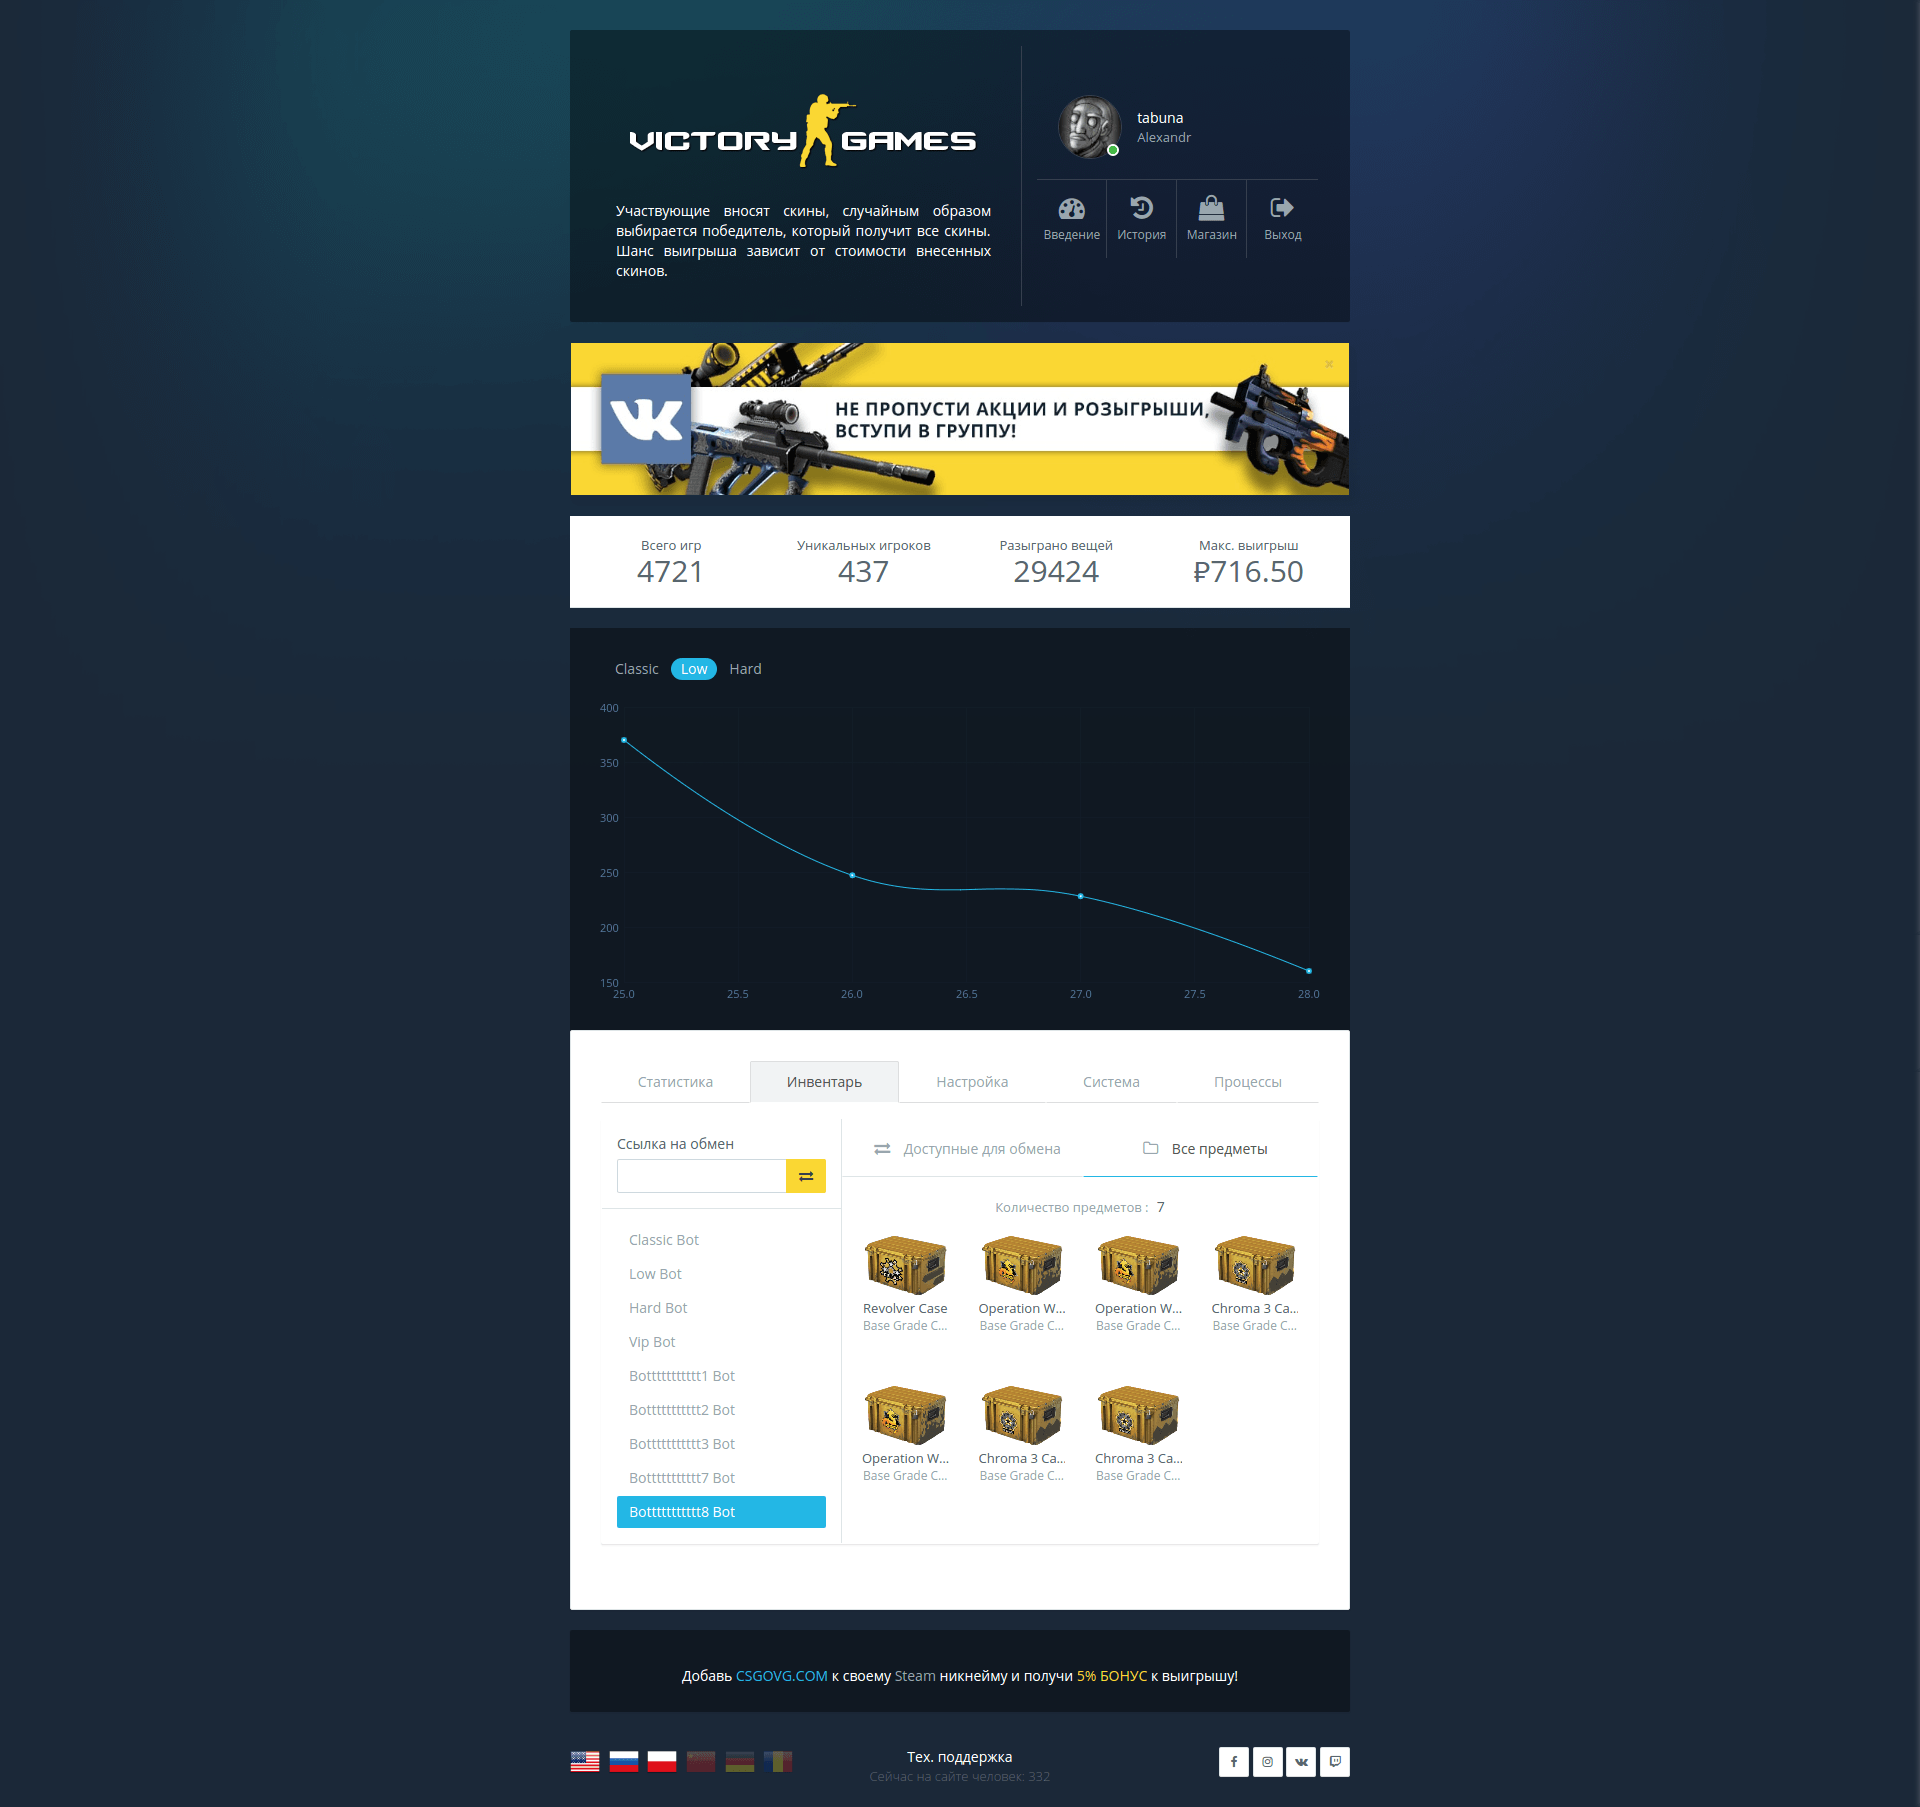 VICTORY GAMES
Участвующие вносят скины, случайным образом
выбирается победитель, который получит все скины.
Шанс выигрыша зависит от стоимости внесенных
скинов.
tabuna
Alexandr
Введение
История
Магазин
Выход
НЕ ПРОПУСТИ АКЦИИ И РОЗЫГРЫШИ,
ВСТУПИ В ГРУППУ!
Всего игр
4721
Уникальных игроков
437
Разыграно вещей
29424
Макс. выигрыш
₽716.50
Classic
Low
Hard
400
350
300
250
200
150
25.0
25.5
26.0
26.5
27.0
27.5
28.0
Статистика
Инвентарь
Настройка
Система
Процессы
Ссылка на обмен
Classic Bot
Low Bot
Hard Bot
Vip Bot
Botttttttttttt1 Bot
Botttttttttttt2 Bot
Botttttttttttt3 Bot
Botttttttttttt7 Bot
Botttttttttttt8 Bot
Доступные для обмена
Все предметы
Количество предметов : 7
Revolver Case
Base Grade C...
Operation W...
Base Grade C...
Operation W...
Base Grade C...
Chroma 3 Ca...
Base Grade C...
Operation W...
Base Grade C...
Chroma 3 Ca...
Base Grade C...
Chroma 3 Ca...
Base Grade C...
Добавь CSGOVG.COM к своему Steam никнейму и получи 5% БОНУС к выигрышу!
Тех. поддержка
Сейчас на сайте человек: 332